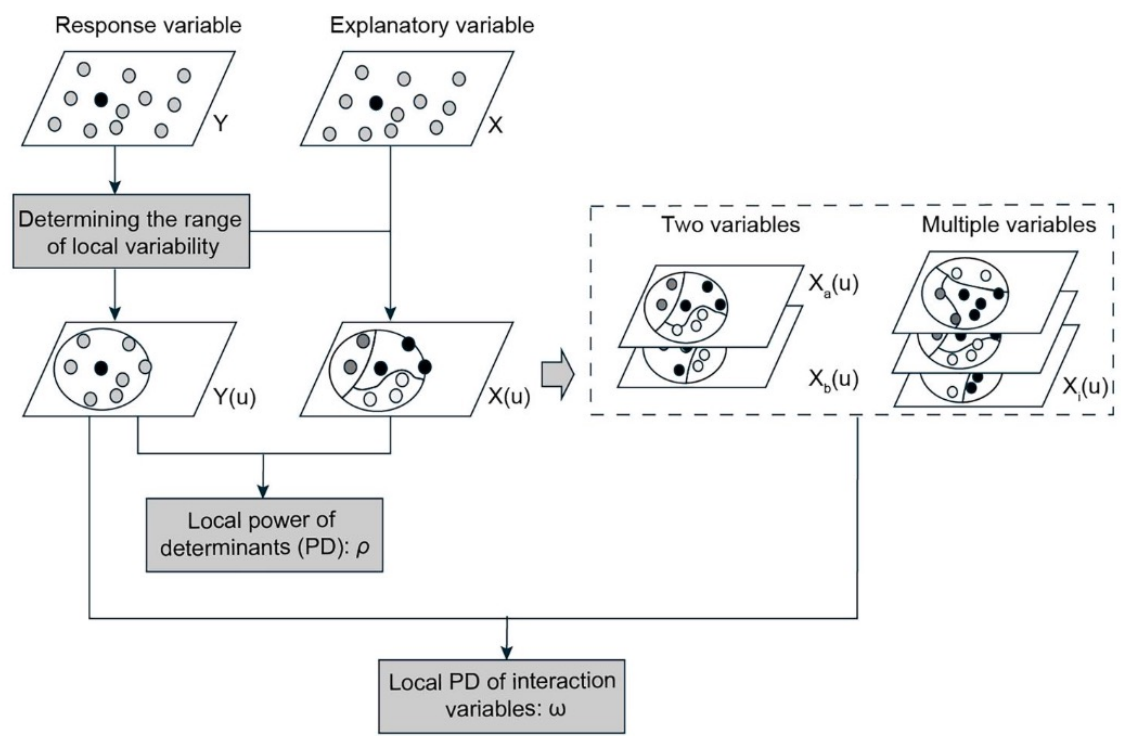 Response variable
Explanatory variable
Y
X
Determining the range
of local variability
Two variables
Multiple variables
Xa(u)
Xb(u)
Xi(u)
Y(u)
X(u)
Local power of
determinants (PD): ρ
Local PD of interaction
variables: ω